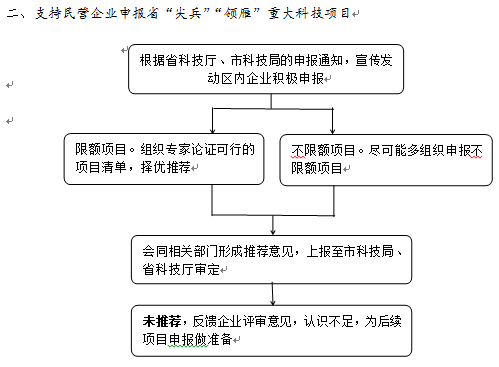 二、支持民营企业申报省“尖兵”“领雁”重大科技项目
根据省科技厅、市科技局的申报通知，宣传发
动区内企业积极申报
限额项目。组织专家论证可行的
项目清单，择优推荐
不限额项目。尽可能多组织申报不
限额项目
会同相关部门形成推荐意见，上报至市科技局、
省科技厅审定
未推荐，反馈企业评审意见，认识不足，为后续
项目申报做准备